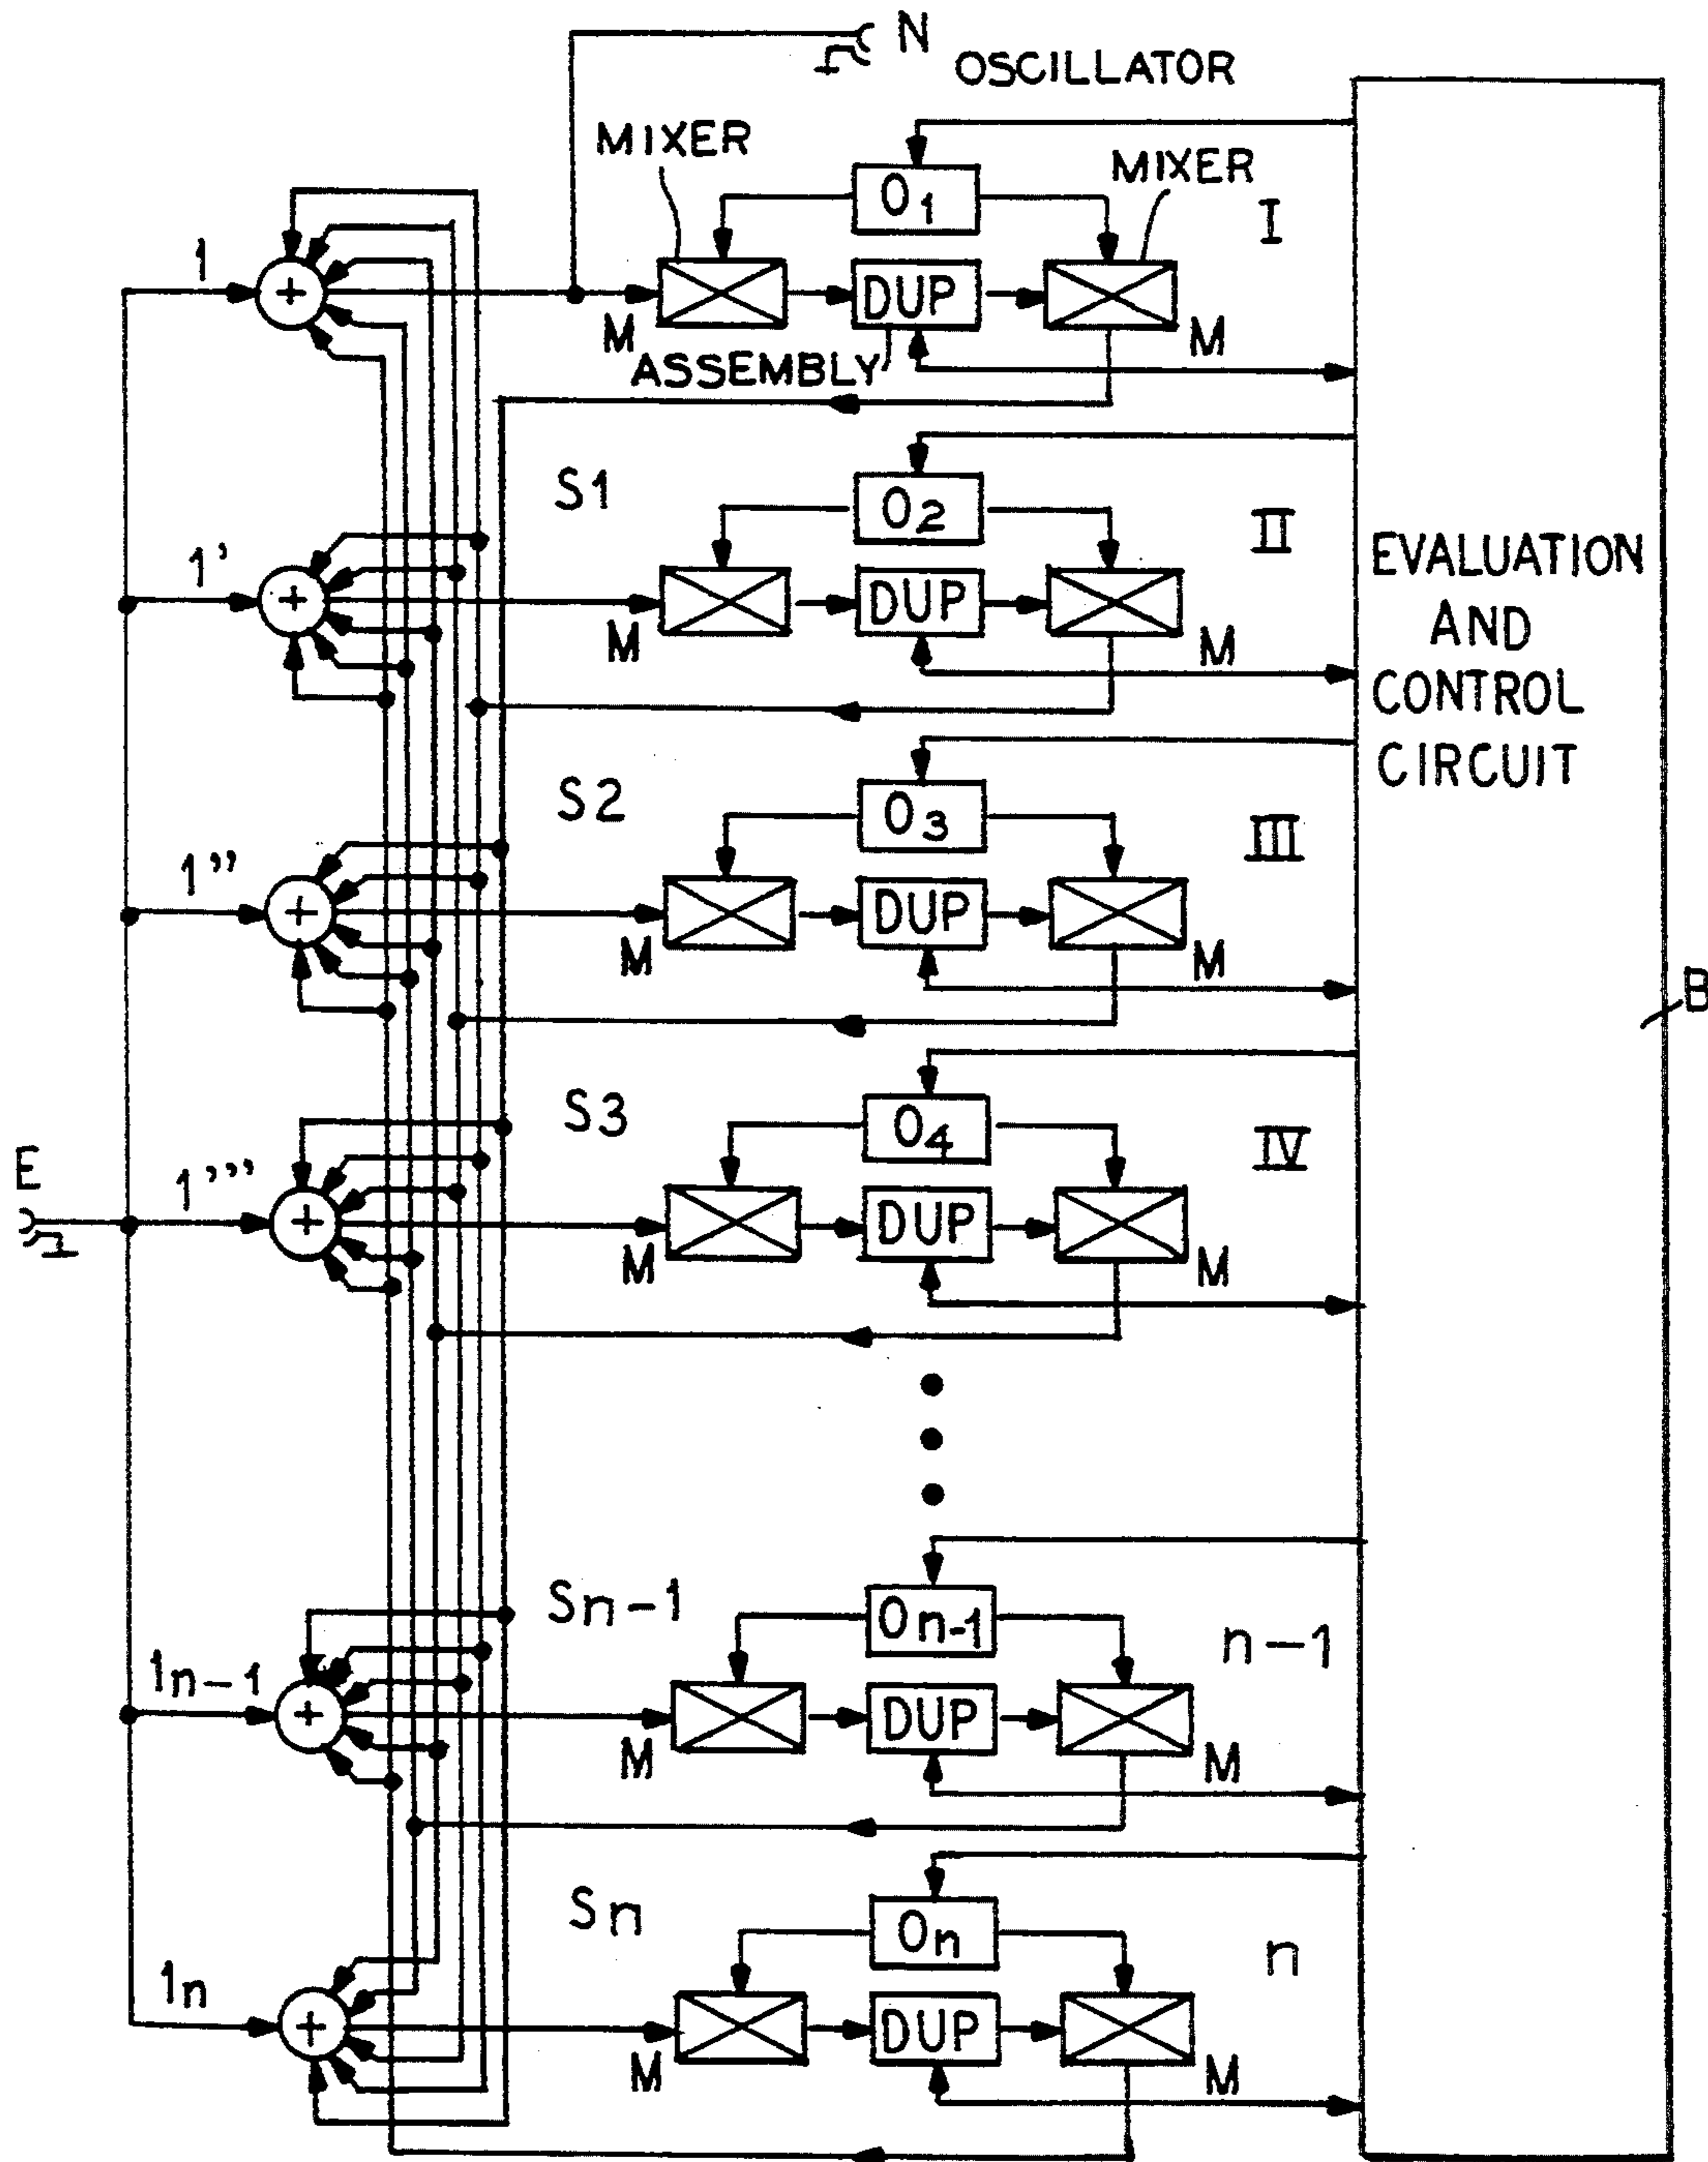 N
OSCILLATOR
MIXER
MIXER
O1
I
1
+
DUP
M
M
ASSEMBLY
S1
O2
II
1'
+
DUP
M
M
EVALUATION
AND
CONTROL
CIRCUIT
S2
O3
III
1''
+
DUP
M
M
B
S3
O4
IV
E
1'''
+
DUP
M
M
Sn-1
On-1
n-1
1n-1
+
DUP
M
M
Sn
On
n
1n
+
DUP
M
M